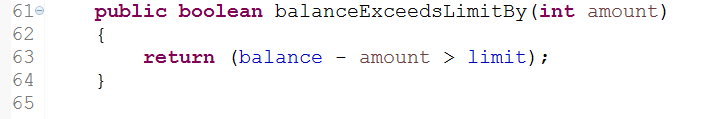 61 public boolean balanceExceedsLimitBy(int amount)
62 {
63 return (balance - amount > limit);
64 }
65